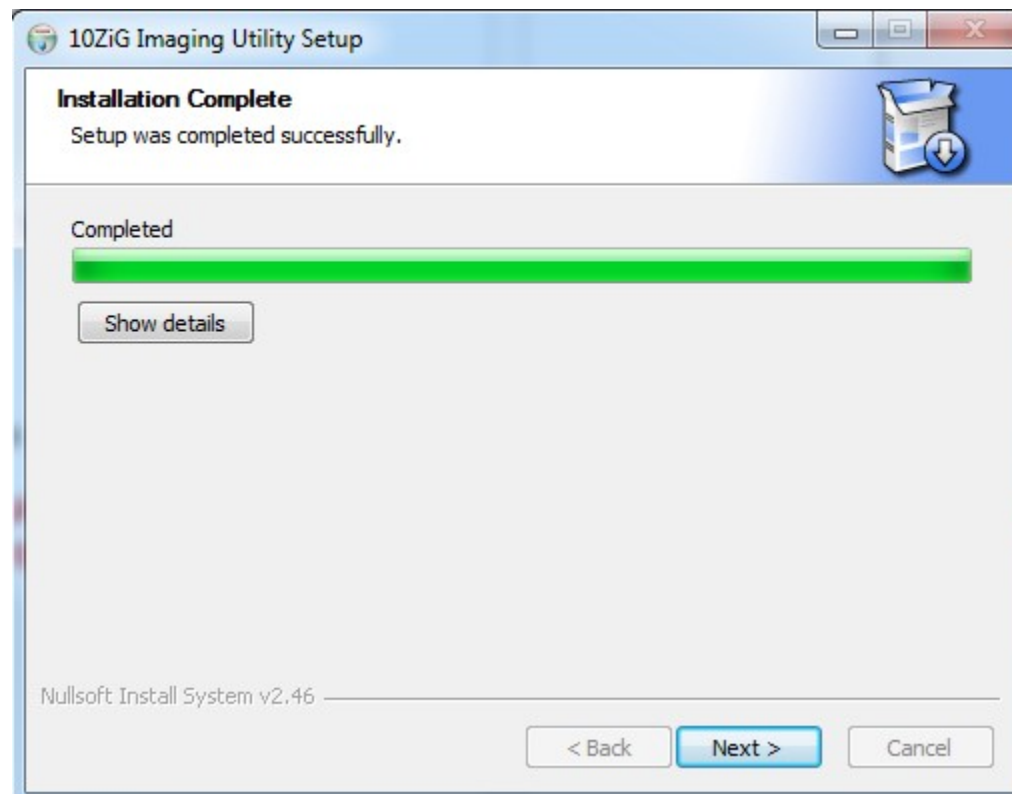 10ZiG Imaging Utility Setup
Installation Complete
Setup was completed successfully.
Completed
Show details
Nullsoft Install System v2.46
< Back Next > Cancel